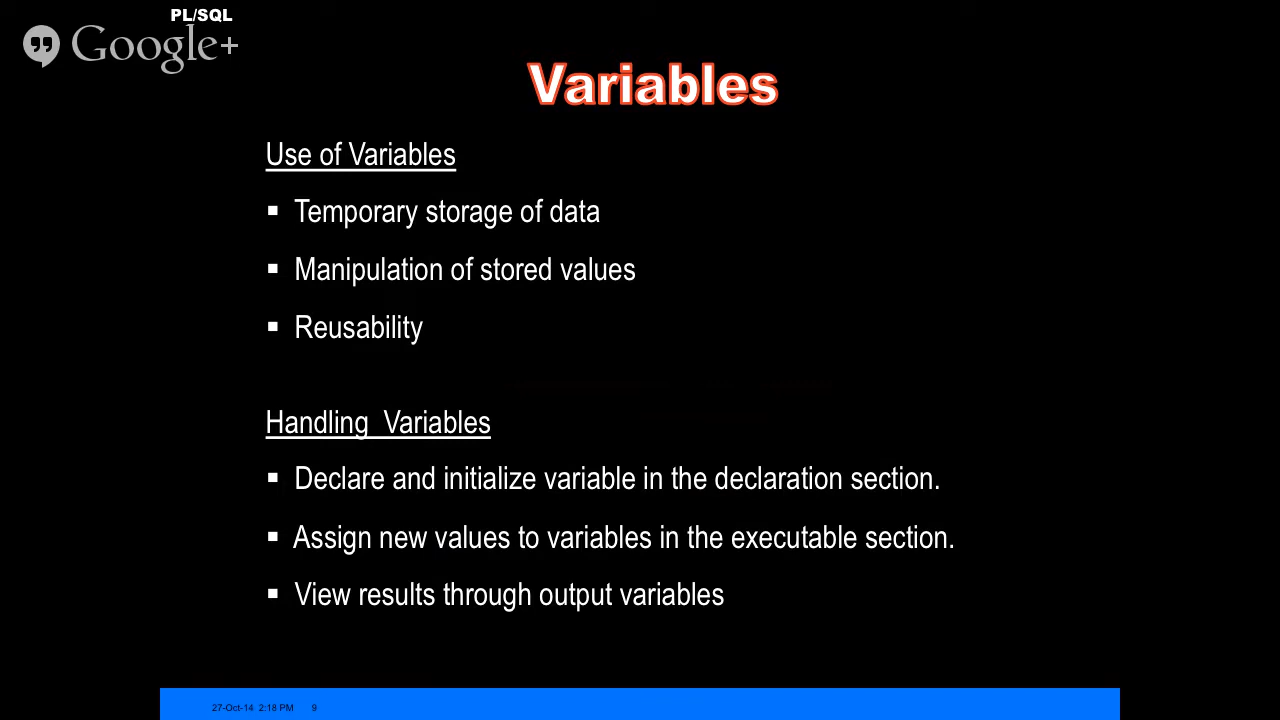 PL/SQL
Google+
Variables
Use of Variables
▪ Temporary storage of data
▪ Manipulation of stored values
▪ Reusability
Handling  Variables
▪ Declare and initialize variable in the declaration section.
▪ Assign new values to variables in the executable section.
▪ View results through output variables
27-Oct-14 2:18 PM 9